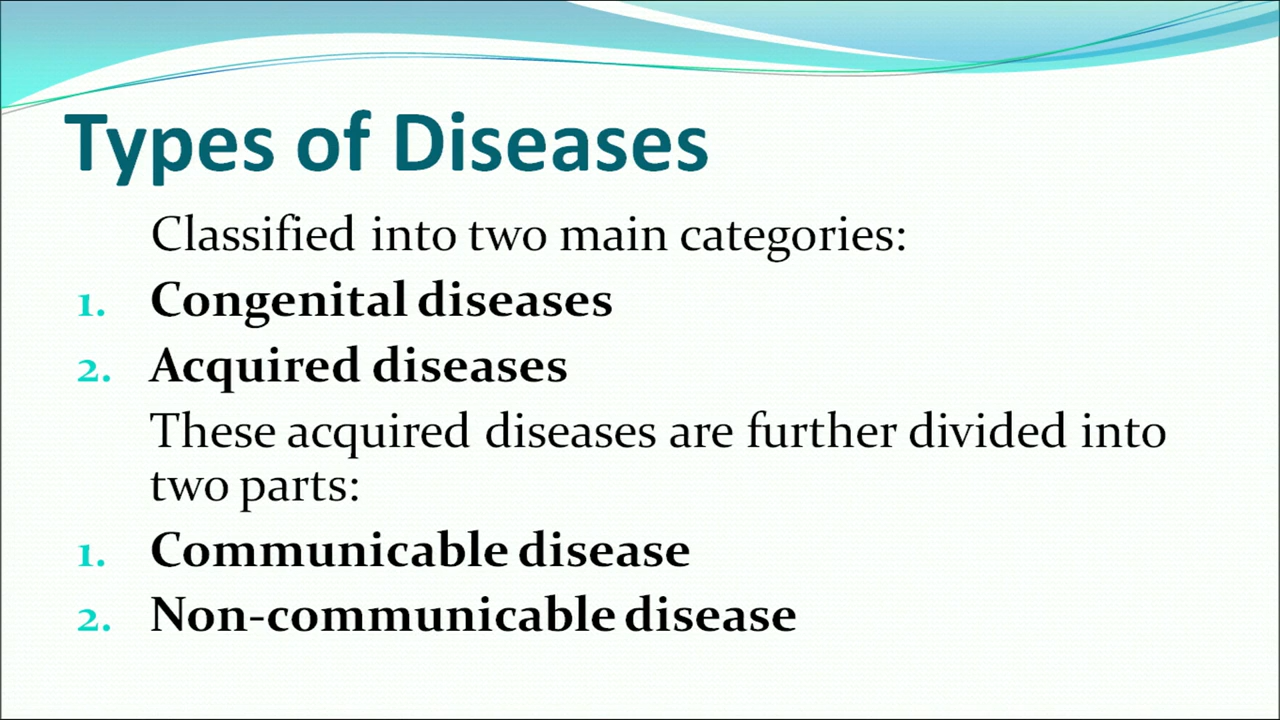 Types of Diseases
Classified into two main categories:
1. Congenital diseases
2. Acquired diseases
These acquired diseases are further divided into
two parts:
1. Communicable disease
2. Non-communicable disease